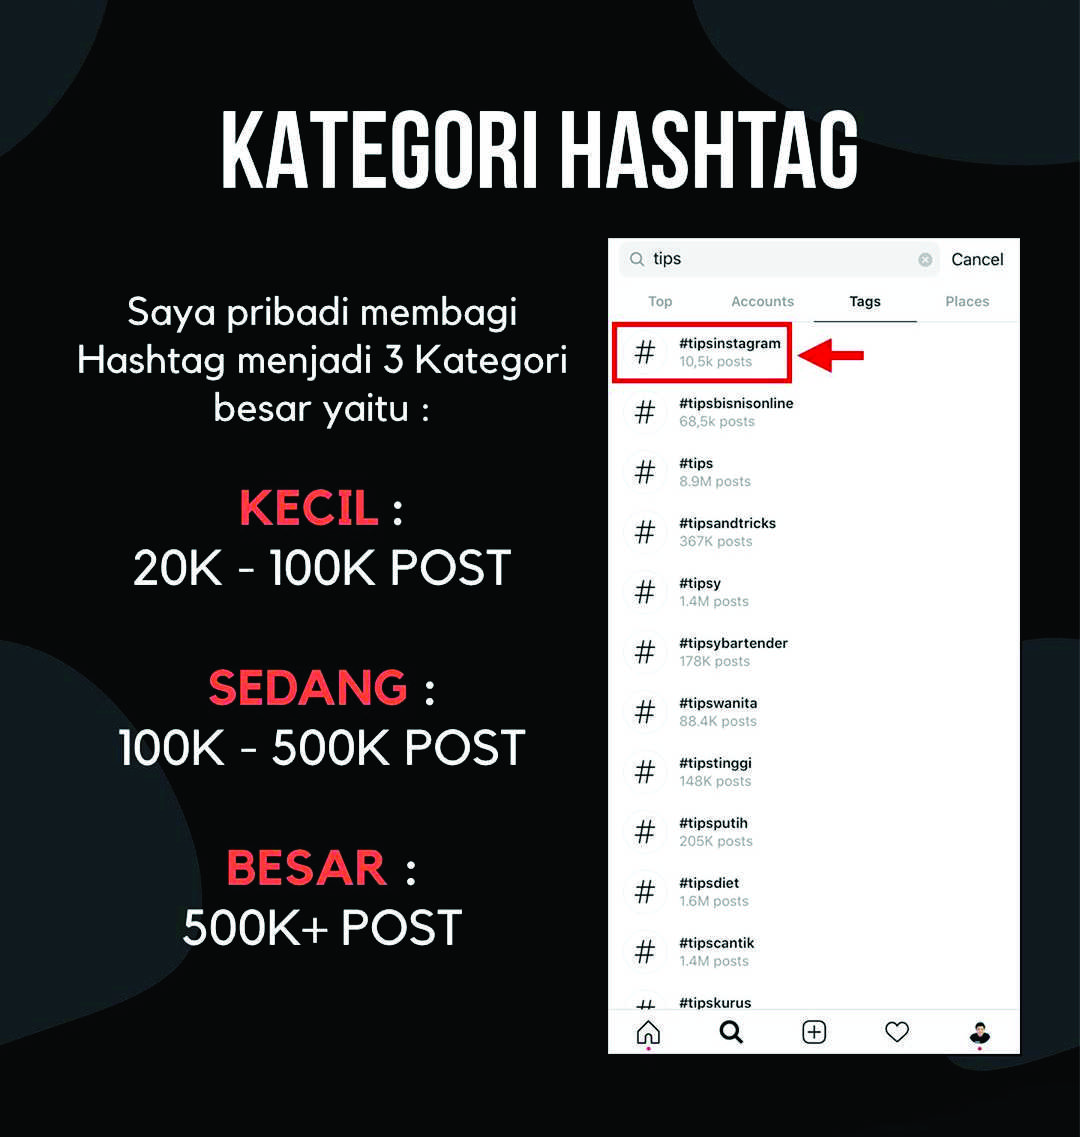 KATEGORI HASHTAG
Saya pribadi membagi
Hashtag menjadi 3 Kategori
besar yaitu :
KECIL :
20K - 100K POST
SEDANG :
100K - 500K POST
BESAR :
500K+ POST
tips
Cancel
Top Accounts Tags Places
#tipsinstagram
10,5k posts
#tipsbisnisonline
68,5k posts
#tips
8.9M posts
#tipsandtricks
367K posts
#tipsy
1.4M posts
#tipsybartender
178K posts
#tipswanita
88.4K posts
#tipstinggi
148K posts
#tipsputih
205K posts
#tipsdiet
1.6M posts
#tipscantik
1.4M posts
#tipskurus